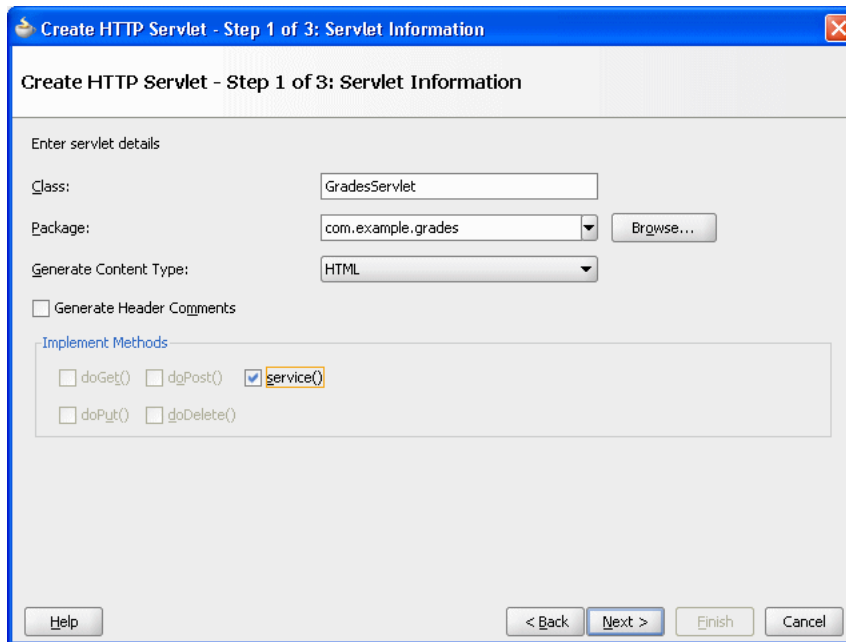 Create HTTP Servlet - Step 1 of 3: Servlet Information
Create HTTP Servlet - Step 1 of 3: Servlet Information
Enter servlet details
Class: GradesServlet
Package: com.example.grades Browse...
Generate Content Type: HTML
Generate Header Comments
Implement Methods
doGet() doPost() service()
doPut() doDelete()
Help < Back Next > Finish Cancel